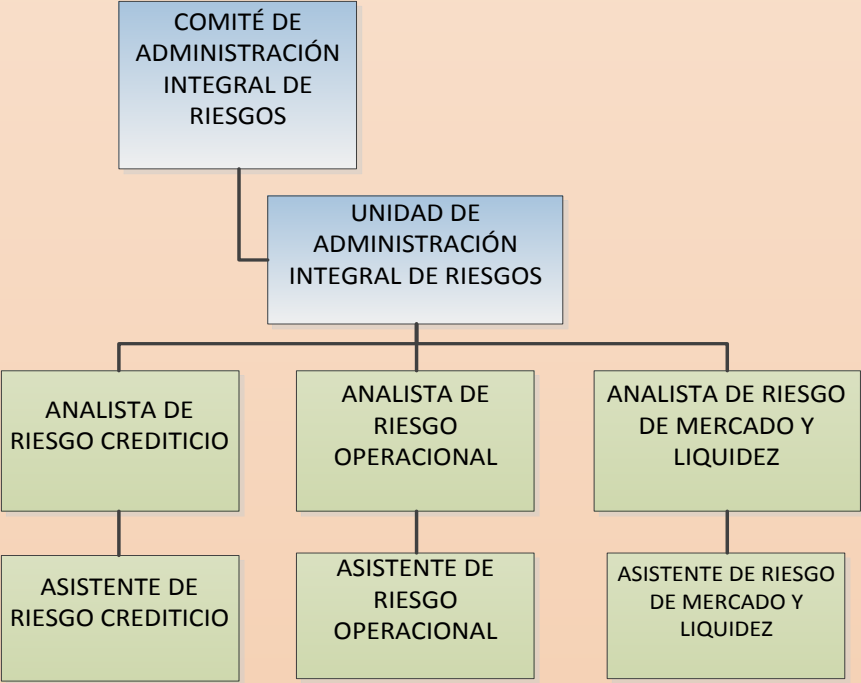 COMITÉ DE
ADMINISTRACIÓN
INTEGRAL DE
RIESGOS
UNIDAD DE
ADMINISTRACIÓN
INTEGRAL DE RIESGOS
ANALISTA DE
RIESGO CREDITICIO
ANALISTA DE
RIESGO
OPERACIONAL
ANALISTA DE RIESGO
DE MERCADO Y
LIQUIDEZ
ASISTENTE DE
RIESGO CREDITICIO
ASISTENTE DE
RIESGO
OPERACIONAL
ASISTENTE DE RIESGO
DE MERCADO Y
LIQUIDEZ